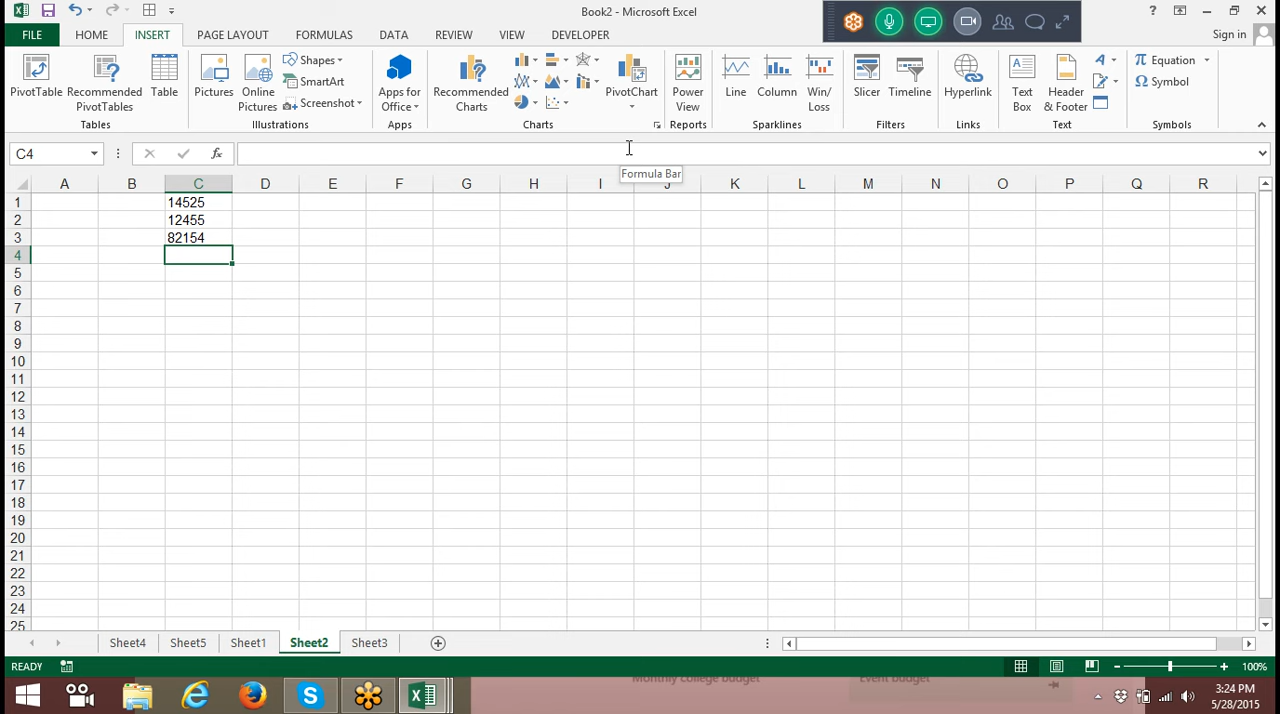 Book2 - Microsoft Excel
?
FILE HOME INSERT PAGE LAYOUT FORMULAS DATA REVIEW VIEW DEVELOPER
Sign in
PivotTable
Recommended PivotTables
Table
Tables
Pictures
Online Pictures
Shapes
SmartArt
Screenshot
Illustrations
Apps for Office
Apps
Recommended Charts
Charts
PivotChart
Power View
Reports
Line
Column
Win/ Loss
Sparklines
Slicer
Timeline
Filters
Hyperlink
Links
Text Box
Header & Footer
Text
π Equation
Ω Symbol
Symbols
C4
fx
Formula Bar
A B C D E F G H I J K L M N O P Q R
1 14525
2 12455
3 82154
4
5
6
7
8
9
10
11
12
13
14
15
16
17
18
19
20
21
22
23
24
25
Sheet4 Sheet5 Sheet1 Sheet2 Sheet3
READY
100%
Monthly college budget
Event budget
3:24 PM
5/28/2015